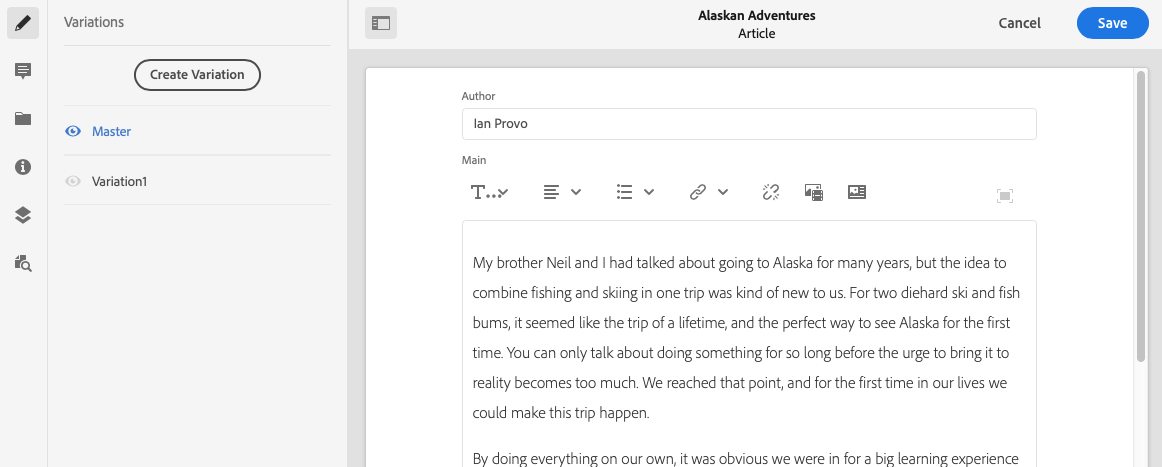 Variations
Create Variation
Master
Variation1
Alaskan Adventures
Article
Cancel
Save
Author
Ian Provo
Main
T...
My brother Neil and I had talked about going to Alaska for many years, but the idea to
combine fishing and skiing in one trip was kind of new to us. For two diehard ski and fish
bums, it seemed like the trip of a lifetime, and the perfect way to see Alaska for the first
time. You can only talk about doing something for so long before the urge to bring it to
reality becomes too much. We reached that point, and for the first time in our lives we
could make this trip happen.
By doing everything on our own, it was obvious we were in for a big learning experience